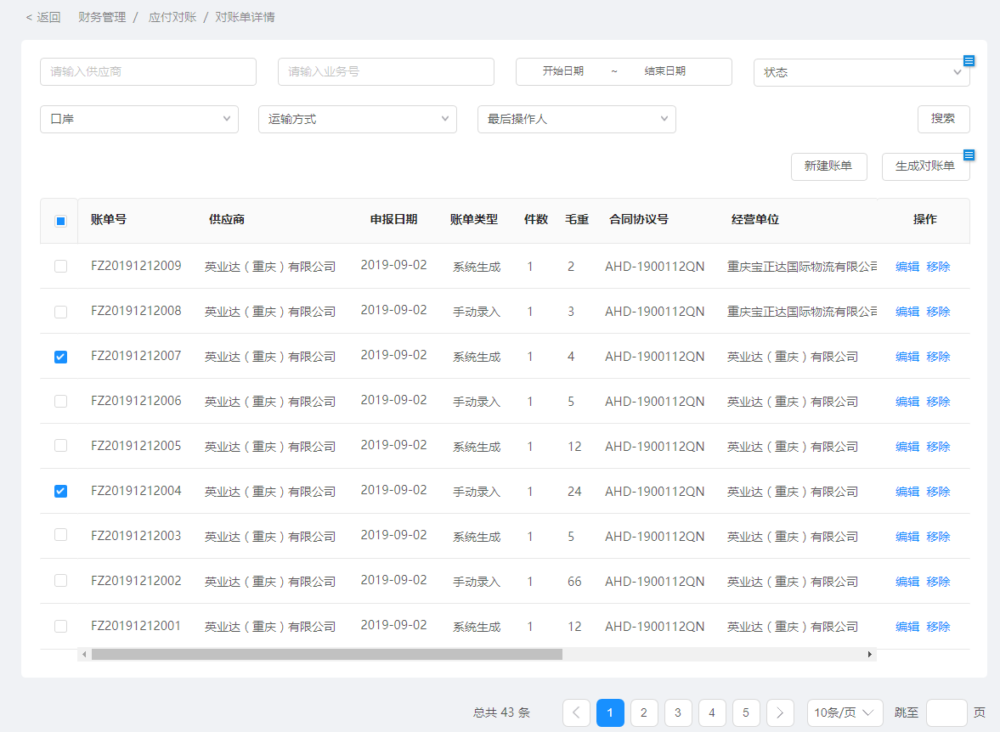 < 返回 财务管理 / 应付对账 / 对账单详情
请输入供应商 请输入业务号 开始日期 ~ 结束日期 状态
口岸 运输方式 最后操作人 搜索
新建账单 生成对账单
账单号 供应商 申报日期 账单类型 件数 毛重 合同协议号 经营单位 操作
FZ20191212009 英业达（重庆）有限公司 2019-09-02 系统生成 1 2 AHD-1900112QN 重庆宝正达国际物流有限公司 编辑 移除
FZ20191212008 英业达（重庆）有限公司 2019-09-02 手动录入 1 3 AHD-1900112QN 重庆宝正达国际物流有限公司 编辑 移除
FZ20191212007 英业达（重庆）有限公司 2019-09-02 系统生成 1 4 AHD-1900112QN 英业达（重庆）有限公司 编辑 移除
FZ20191212006 英业达（重庆）有限公司 2019-09-02 手动录入 1 5 AHD-1900112QN 英业达（重庆）有限公司 编辑 移除
FZ20191212005 英业达（重庆）有限公司 2019-09-02 系统生成 1 12 AHD-1900112QN 英业达（重庆）有限公司 编辑 移除
FZ20191212004 英业达（重庆）有限公司 2019-09-02 手动录入 1 24 AHD-1900112QN 英业达（重庆）有限公司 编辑 移除
FZ20191212003 英业达（重庆）有限公司 2019-09-02 系统生成 1 5 AHD-1900112QN 英业达（重庆）有限公司 编辑 移除
FZ20191212002 英业达（重庆）有限公司 2019-09-02 手动录入 1 66 AHD-1900112QN 英业达（重庆）有限公司 编辑 移除
FZ20191212001 英业达（重庆）有限公司 2019-09-02 系统生成 1 12 AHD-1900112QN 英业达（重庆）有限公司 编辑 移除
总共 43 条 1 2 3 4 5 10条/页 跳至 页